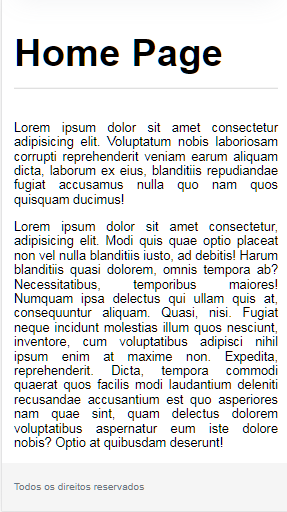 Home Page
Lorem ipsum dolor sit amet consectetur
adipisicing elit. Voluptatum nobis laboriosam
corrupti reprehenderit veniam earum aliquam
dicta, laborum ex eius, blanditiis repudiandae
fugiat accusamus nulla quo nam quos
quisquam ducimus!
Lorem ipsum dolor sit amet consectetur,
adipisicing elit. Modi quis quae optio placeat
non vel nulla blanditiis iusto, ad debitis! Harum
blanditiis quasi dolorem, omnis tempora ab?
Necessitatibus, temporibus maiores!
Numquam ipsa delectus qui ullam quis at,
consequuntur aliquam. Quasi, nisi. Fugiat
neque incidunt molestias illum quos nesciunt,
inventore, cum voluptatibus adipisci nihil
ipsum enim at maxime non. Expedita,
reprehenderit. Dicta, tempora commodi
quaerat quos facilis modi laudantium deleniti
recusandae accusantium est quo asperiores
nam quae sint, quam delectus dolorem
voluptatibus aspernatur eum iste dolore
nobis? Optio at quibusdam deserunt!
Todos os direitos reservados